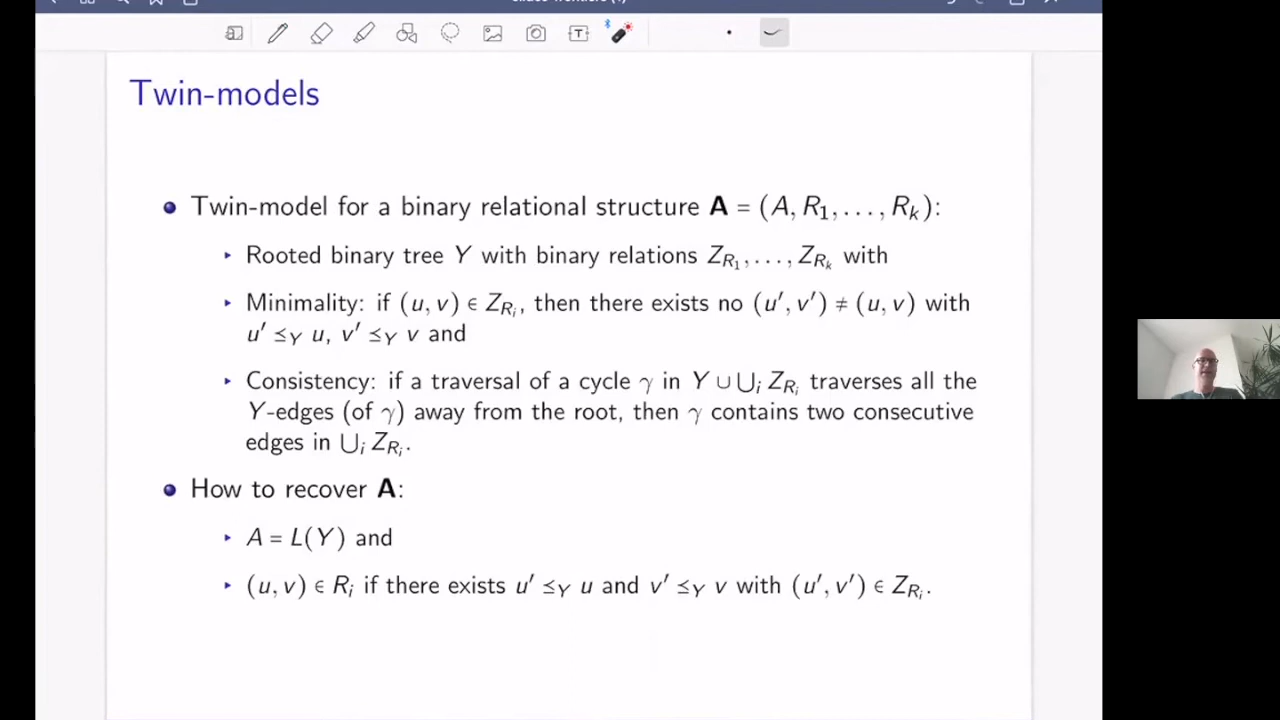 Twin-models
Twin-model for a binary relational structure A = (A, R₁, . . . , Rₖ):
Rooted binary tree Y with binary relations Z_{R₁}, . . . , Z_{Rₖ} with
Minimality: if (u, v) ∈ Z_{Rᵢ}, then there exists no (u′, v′) ≠ (u, v) with
u′ ≤_Y u, v′ ≤_Y v and
Consistency: if a traversal of a cycle γ in Y ∪ ⋃ᵢ Z_{Rᵢ} traverses all the
Y-edges (of γ) away from the root, then γ contains two consecutive
edges in ⋃ᵢ Z_{Rᵢ}.
How to recover A:
A = L(Y) and
(u, v) ∈ Rᵢ if there exists u′ ≤_Y u and v′ ≤_Y v with (u′, v′) ∈ Z_{Rᵢ}.